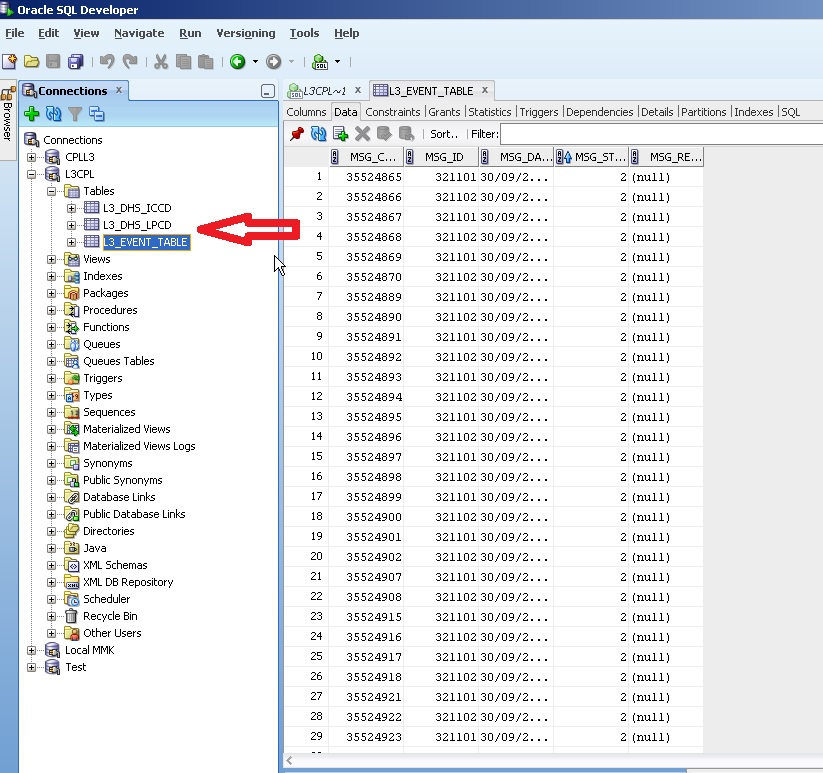 Oracle SQL Developer
File Edit View Navigate Run Versioning Tools Help
Browser
Connections x
Connections
CPLL3
L3CPL
Tables
L3_DHS_ICCD
L3_DHS_LPCD
L3_EVENT_TABLE
Views
Indexes
Packages
Procedures
Functions
Queues
Queues Tables
Triggers
Types
Sequences
Materialized Views
Materialized Views Logs
Synonyms
Public Synonyms
Database Links
Public Database Links
Directories
Java
XML Schemas
XML DB Repository
Scheduler
Recycle Bin
Other Users
Local MMK
Test
L3CPL~1 x L3_EVENT_TABLE x
Columns Data Constraints Grants Statistics Triggers Dependencies Details Partitions Indexes SQL
Sort.. Filter:
MSG_C... MSG_ID MSG_DA... MSG_ST... MSG_RE...
1 35524865 321101 30/09/2... 2 (null)
2 35524866 321102 30/09/2... 2 (null)
3 35524867 321101 30/09/2... 2 (null)
4 35524868 321102 30/09/2... 2 (null)
5 35524869 321101 30/09/2... 2 (null)
6 35524870 321102 30/09/2... 2 (null)
7 35524889 321101 30/09/2... 2 (null)
8 35524890 321102 30/09/2... 2 (null)
9 35524891 321101 30/09/2... 2 (null)
10 35524892 321102 30/09/2... 2 (null)
11 35524893 321101 30/09/2... 2 (null)
12 35524894 321102 30/09/2... 2 (null)
13 35524895 321101 30/09/2... 2 (null)
14 35524896 321102 30/09/2... 2 (null)
15 35524897 321101 30/09/2... 2 (null)
16 35524898 321102 30/09/2... 2 (null)
17 35524899 321101 30/09/2... 2 (null)
18 35524900 321102 30/09/2... 2 (null)
19 35524901 321101 30/09/2... 2 (null)
20 35524902 321102 30/09/2... 2 (null)
21 35524907 321101 30/09/2... 2 (null)
22 35524908 321102 30/09/2... 2 (null)
23 35524915 321101 30/09/2... 2 (null)
24 35524916 321102 30/09/2... 2 (null)
25 35524917 321101 30/09/2... 2 (null)
26 35524918 321102 30/09/2... 2 (null)
27 35524921 321101 30/09/2... 2 (null)
28 35524922 321102 30/09/2... 2 (null)
29 35524923 321101 30/09/2... 2 (null)